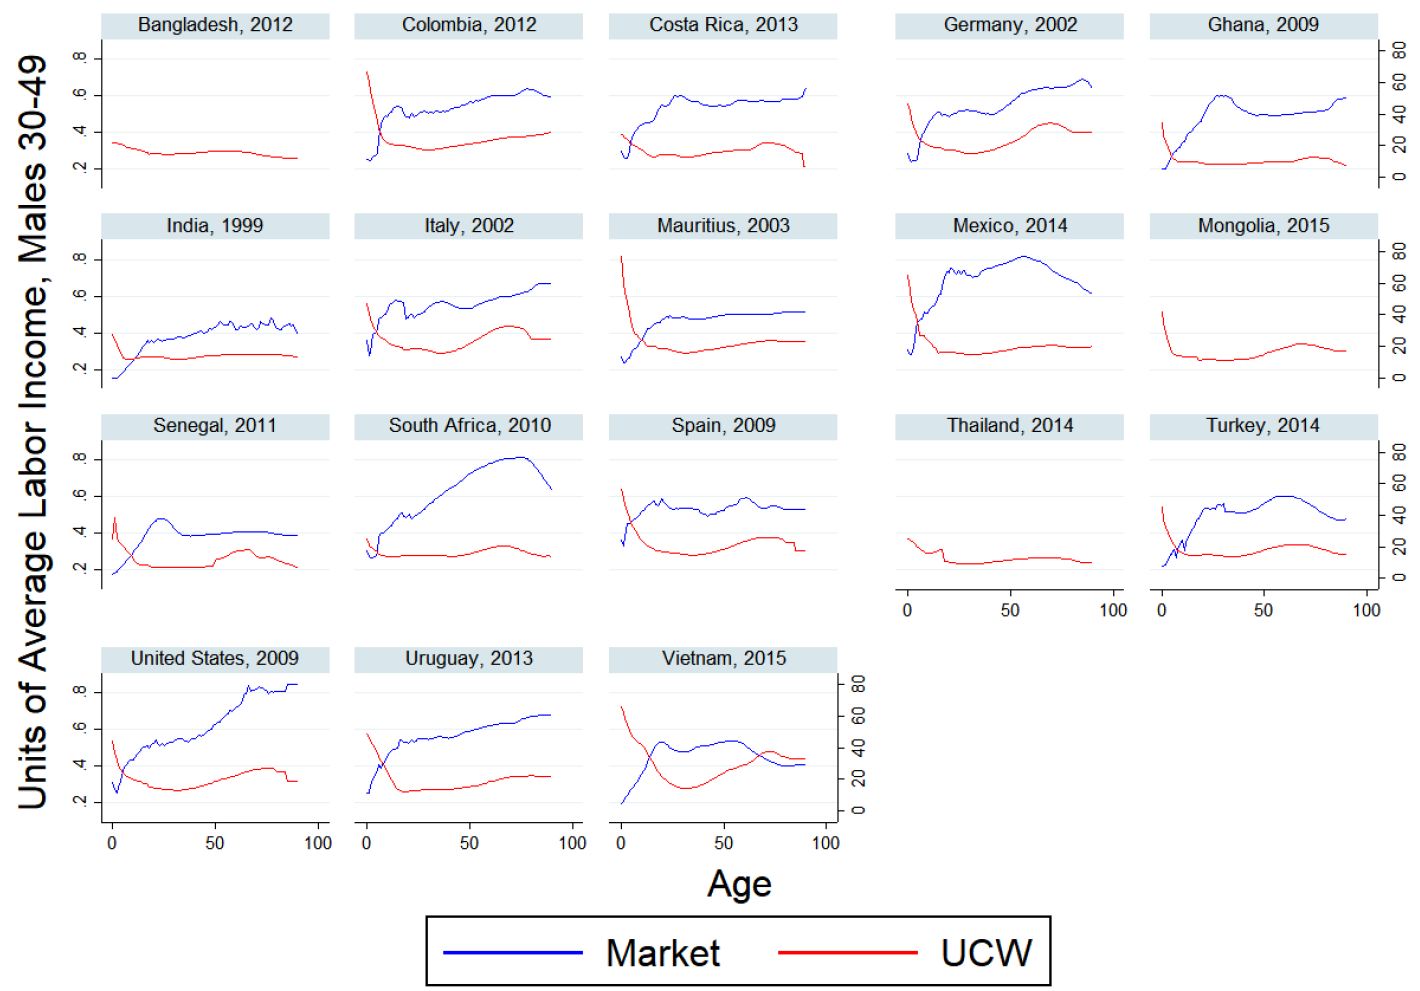 Units of Average Labor Income, Males 30-49
Bangladesh, 2012
Colombia, 2012
Costa Rica, 2013
Germany, 2002
Ghana, 2009
.8
.6
.4
.2
80
60
40
20
0
India, 1999
Italy, 2002
Mauritius, 2003
Mexico, 2014
Mongolia, 2015
.8
.6
.4
.2
80
60
40
20
0
Senegal, 2011
South Africa, 2010
Spain, 2009
Thailand, 2014
Turkey, 2014
.8
.6
.4
.2
80
60
40
20
0
0 50 100
0 50 100
United States, 2009
Uruguay, 2013
Vietnam, 2015
.8
.6
.4
.2
80
60
40
20
0
0 50 100
0 50 100
0 50 100
Age
Market
UCW